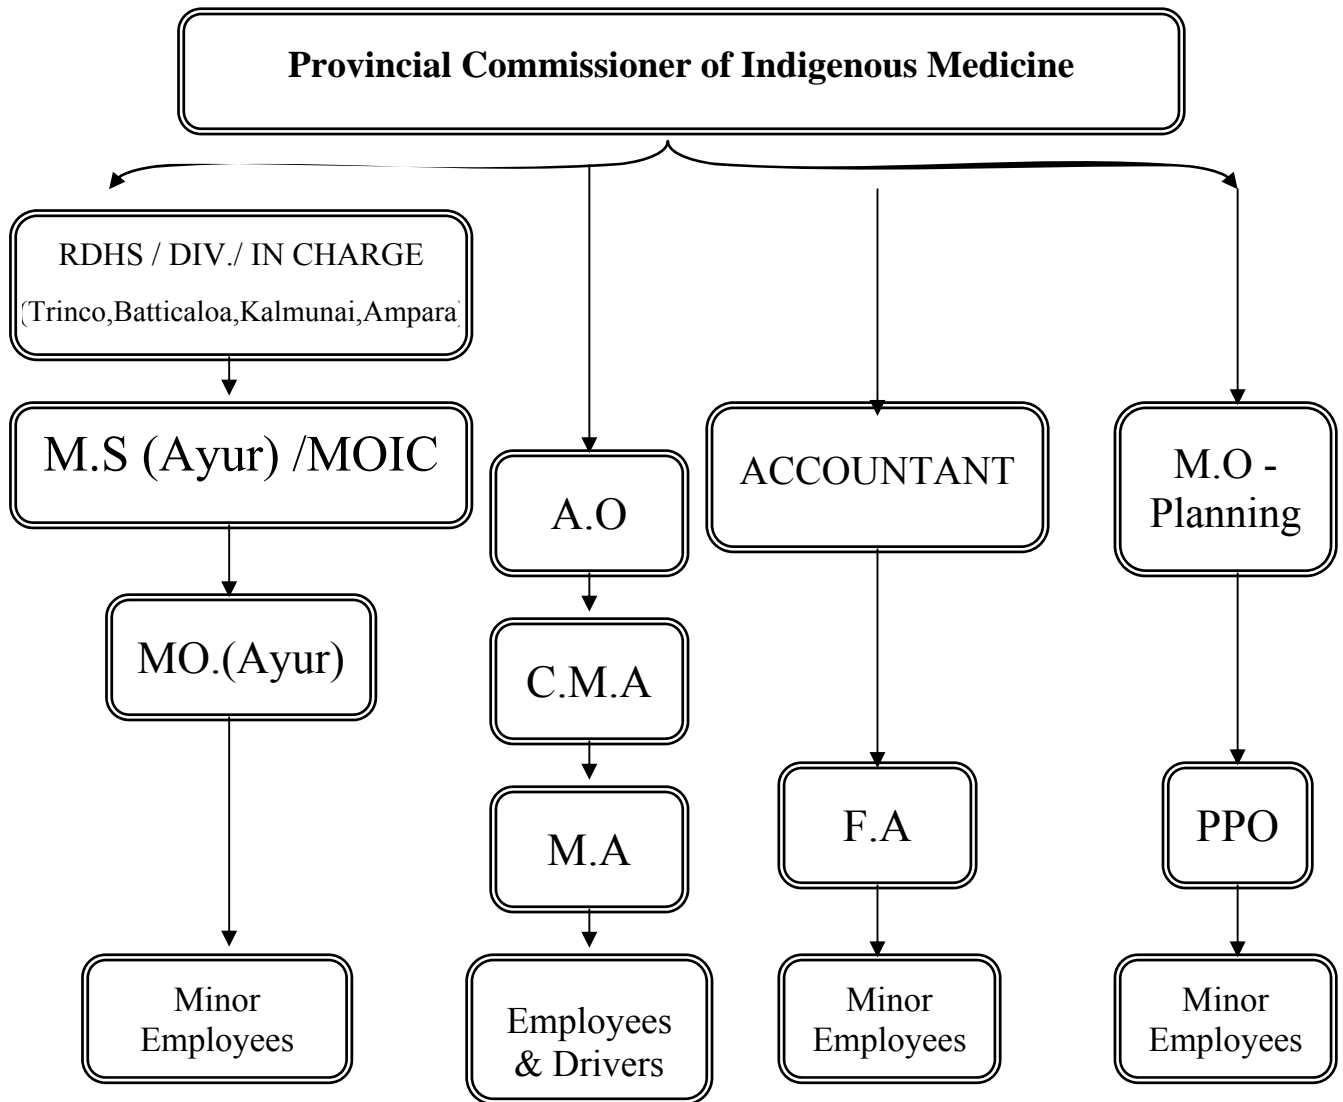 Provincial Commissioner of Indigenous Medicine
RDHS / DIV./ IN CHARGE
(Trinco,Batticaloa,Kalmunai,Ampara)
M.S (Ayur) /MOIC
MO.(Ayur)
Minor
Employees
A.O
C.M.A
M.A
Employees
& Drivers
ACCOUNTANT
F.A
Minor
Employees
M.O -
Planning
PPO
Minor
Employees